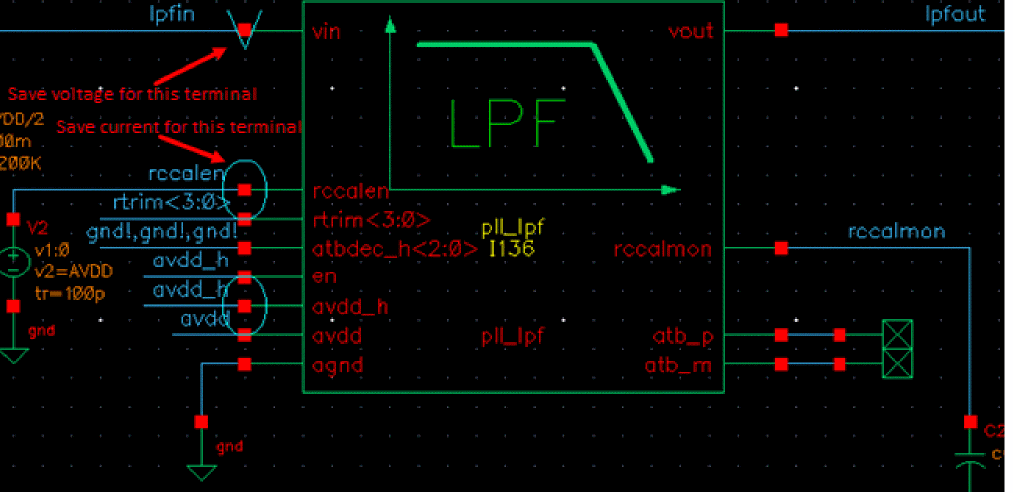 lpfin
vin
vout
lpfout
Save voltage for this terminal
LPF
VDD/2
Save current for this terminal
200K
rccalen
rccalen
rtrim<3:0>
rtrim<3:0>
V2
gnd!,gnd!,gnd!
atbdec_h<2:0>
pll_lpf
I136
rccalmon
rccalmon
v1:0
avdd_h
en
v2=AVDD
avdd_h
tr=100p
avdd_h
avdd
gnd
avdd
pll_lpf
atb_p
agnd
atb_m
gnd